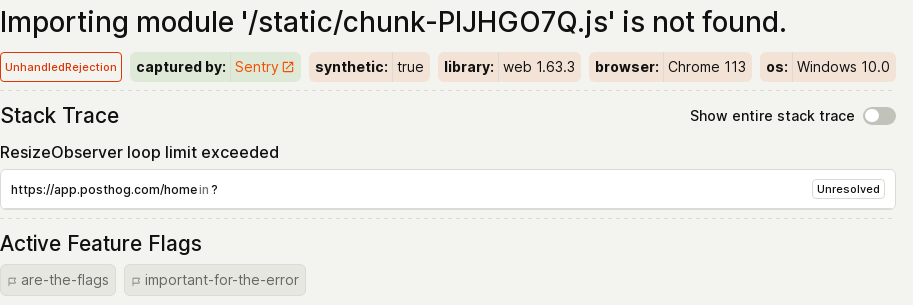 Importing module '/static/chunk-PIJHGO7Q.js' is not found.
UnhandledRejection captured by: Sentry synthetic: true library: web 1.63.3 browser: Chrome 113 os: Windows 10.0
Stack Trace Show entire stack trace
ResizeObserver loop limit exceeded
https://app.posthog.com/home in ? Unresolved
Active Feature Flags
are-the-flags important-for-the-error